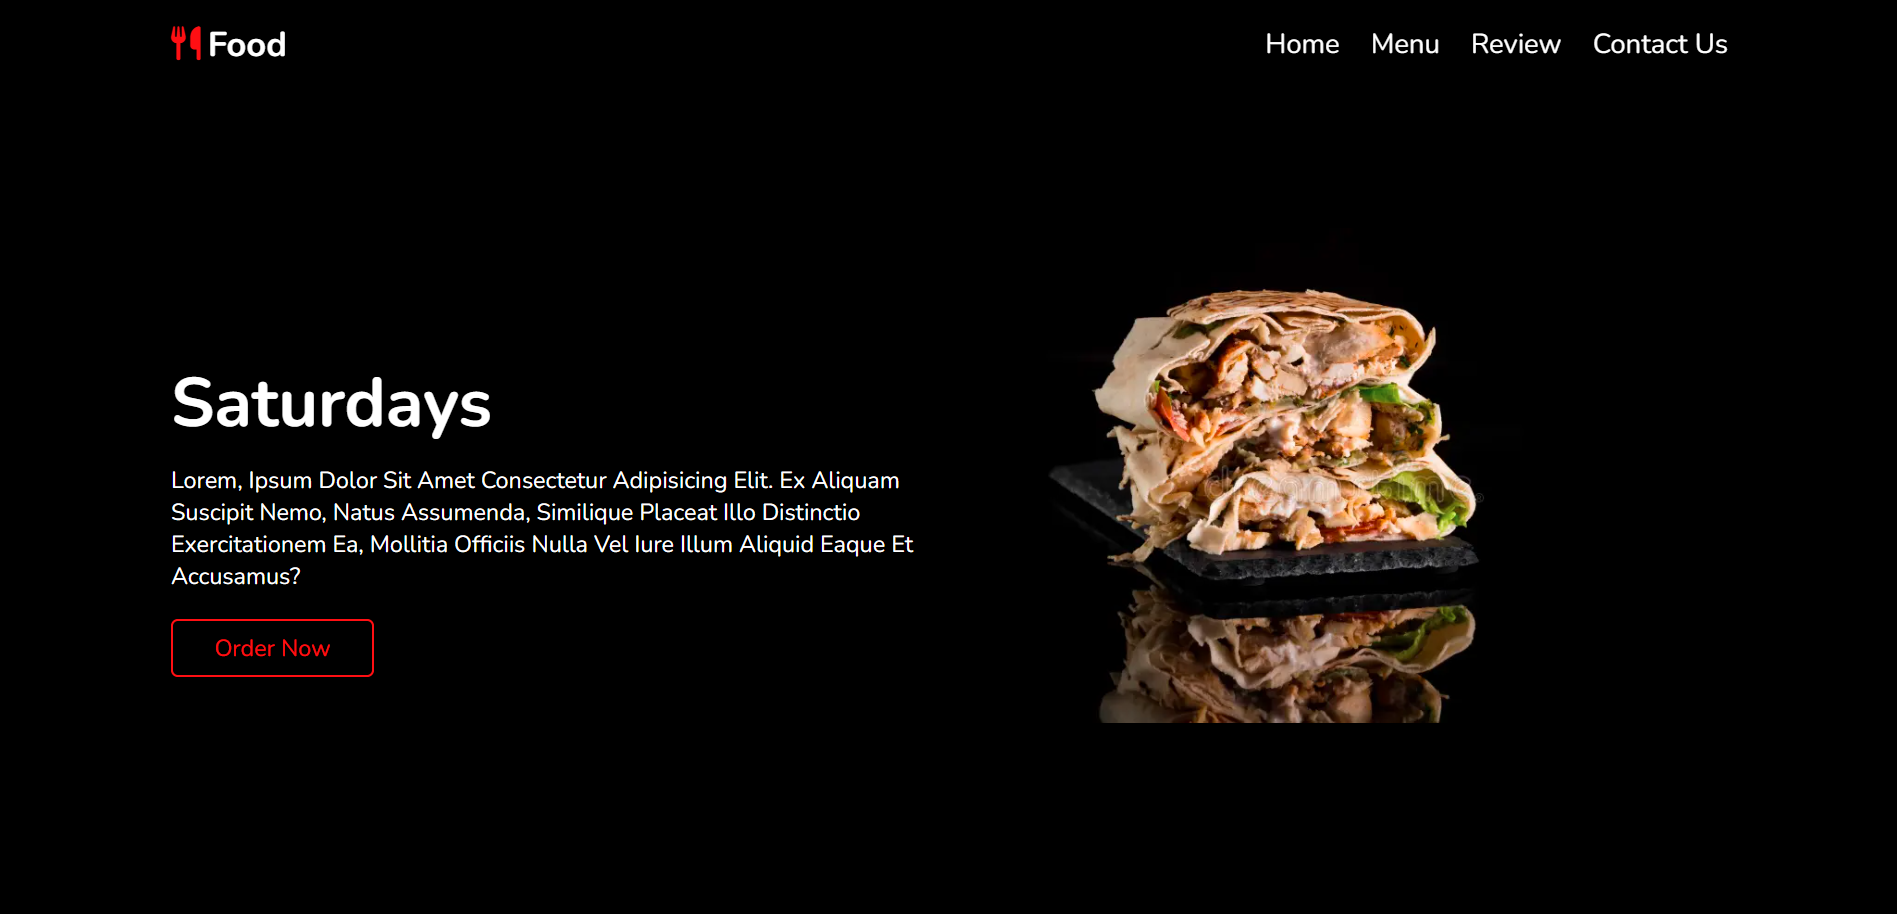 Food
Home Menu Review Contact Us
Saturdays
Lorem, Ipsum Dolor Sit Amet Consectetur Adipisicing Elit. Ex Aliquam
Suscipit Nemo, Natus Assumenda, Similique Placeat Illo Distinctio
Exercitationem Ea, Mollitia Officiis Nulla Vel Iure Illum Aliquid Eaque Et
Accusamus?
Order Now